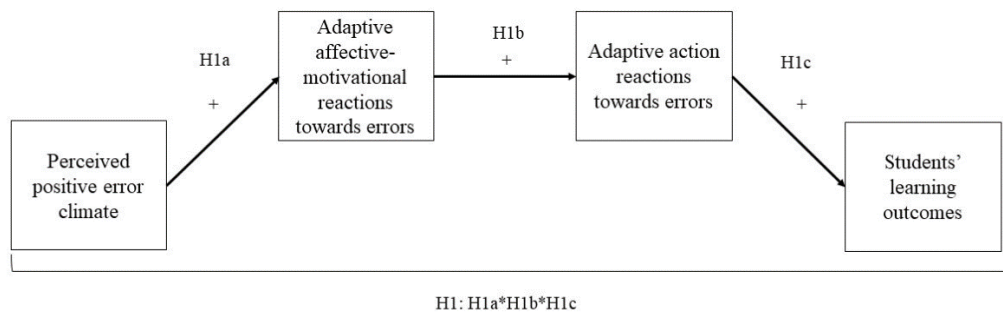 H1a
+
Adaptive
affective-
motivational
reactions
towards errors
H1b
+
Adaptive action
reactions
towards errors
H1c
+
Perceived
positive error
climate
Students’
learning
outcomes
H1: H1a*H1b*H1c